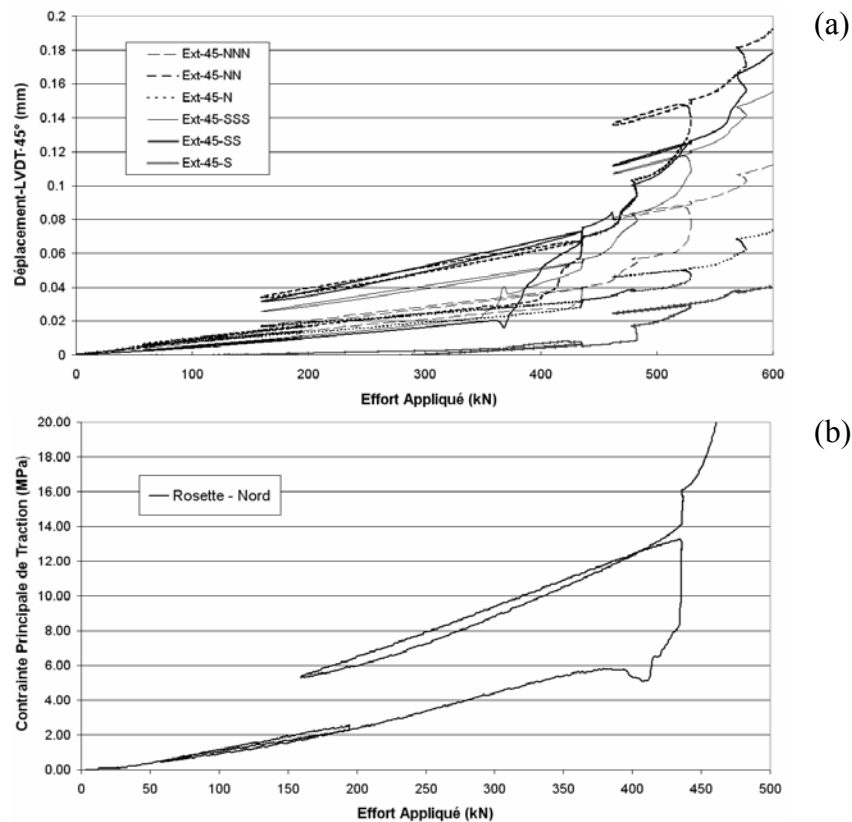 (a)
0.2
0.18
0.16
0.14
0.12
0.1
0.08
0.06
0.04
0.02
0
Déplacement-LVDT-45° (mm)
Ext-45-NNN
Ext-45-NN
Ext-45-N
Ext-45-SSS
Ext-45-SS
Ext-45-S
0 100 200 300 400 500 600
Effort Appliqué (kN)
(b)
20.00
18.00
16.00
14.00
12.00
10.00
8.00
6.00
4.00
2.00
0.00
Contrainte Principale de Traction (MPa)
Rosette - Nord
0 50 100 150 200 250 300 350 400 450 500
Effort Appliqué (kN)